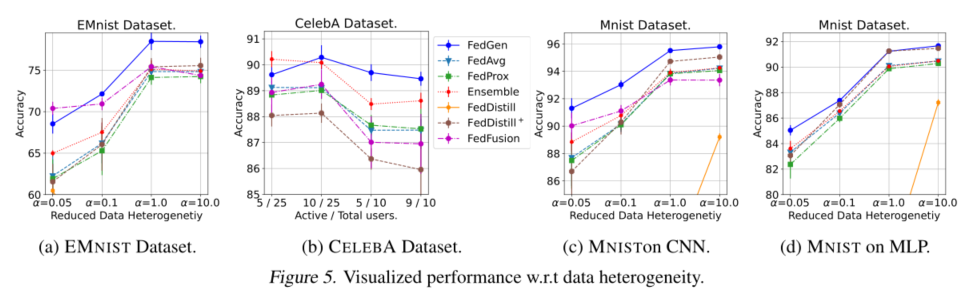 EMnist Dataset.
75
70
65
60
Accuracy
α=0.05 α=0.1 α=1.0 α=10.0
Reduced Data Heterogenetiy
(a) EMNIST Dataset.
CelebA Dataset.
91
90
89
88
87
86
85
Accuracy
5 / 25 10 / 25 5 / 10 9 / 10
Active / Total users.
(b) CELEBA Dataset.
FedGen
FedAvg
FedProx
Ensemble
FedDistill
FedDistill+
FedFusion
Mnist Dataset.
96
94
92
90
88
86
Accuracy
α=0.05 α=0.1 α=1.0 α=10.0
Reduced Data Heterogenetiy
(c) MNISTon CNN.
Mnist Dataset.
92
90
88
86
84
82
80
Accuracy
α=0.05 α=0.1 α=1.0 α=10.0
Reduced Data Heterogenetiy
(d) MNIST on MLP.
Figure 5. Visualized performance w.r.t data heterogeneity.